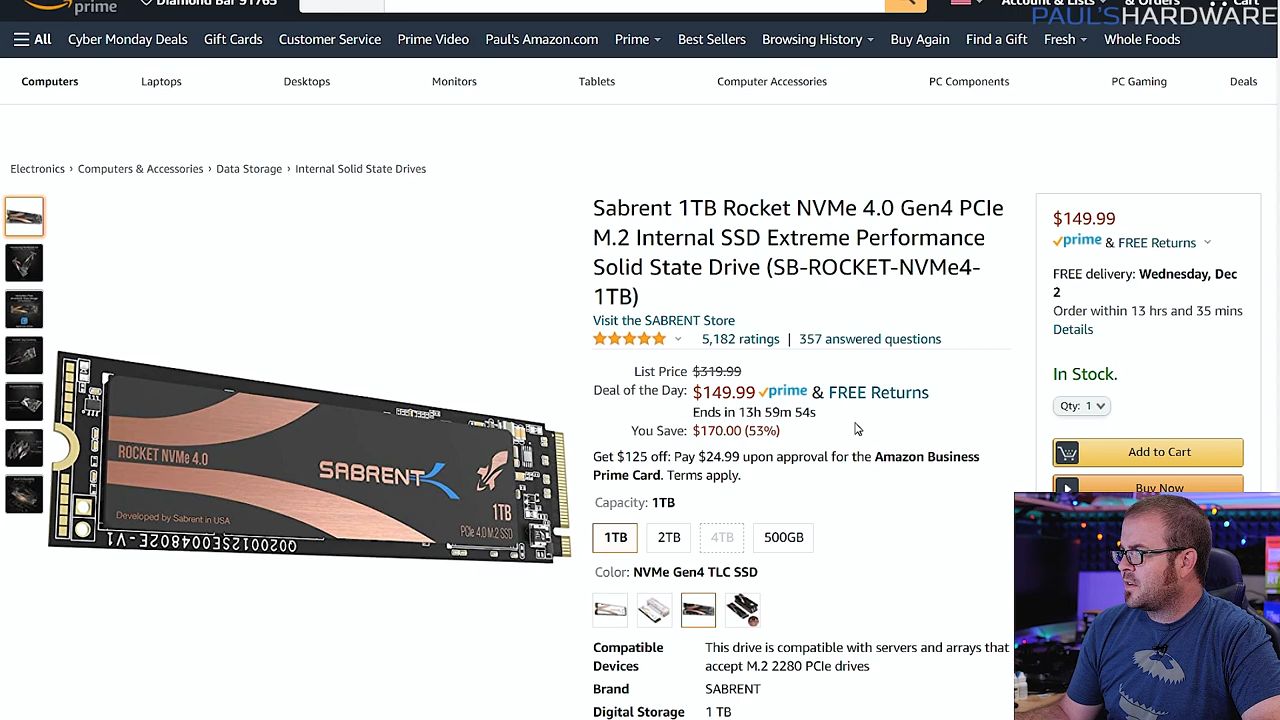 prime
Diamond Bar 91765
Account & Lists
& Orders
Cart
PAUL'SHARDWARE
All Cyber Monday Deals Gift Cards Customer Service Prime Video Paul's Amazon.com Prime Best Sellers Browsing History Buy Again Find a Gift Fresh Whole Foods
Computers Laptops Desktops Monitors Tablets Computer Accessories PC Components PC Gaming Deals
Electronics › Computers & Accessories › Data Storage › Internal Solid State Drives
Sabrent 1TB Rocket NVMe 4.0 Gen4 PCIe
M.2 Internal SSD Extreme Performance
Solid State Drive (SB-ROCKET-NVMe4-
1TB)
Visit the SABRENT Store
5,182 ratings | 357 answered questions
List Price $319.99
Deal of the Day: $149.99 prime & FREE Returns
Ends in 13h 59m 54s
You Save: $170.00 (53%)
Get $125 off: Pay $24.99 upon approval for the Amazon Business
Prime Card. Terms apply.
Capacity: 1TB
1TB 2TB 4TB 500GB
Color: NVMe Gen4 TLC SSD
Compatible Devices This drive is compatible with servers and arrays that
accept M.2 2280 PCIe drives
Brand SABRENT
Digital Storage 1 TB
$149.99
prime & FREE Returns
FREE delivery: Wednesday, Dec
2
Order within 13 hrs and 35 mins
Details
In Stock.
Qty: 1
Add to Cart
Buy Now
ROCKET NVMe 4.0
SABRENT
1TB
PCIe 4.0 M.2 SSD
Developed by Sabrent in USA